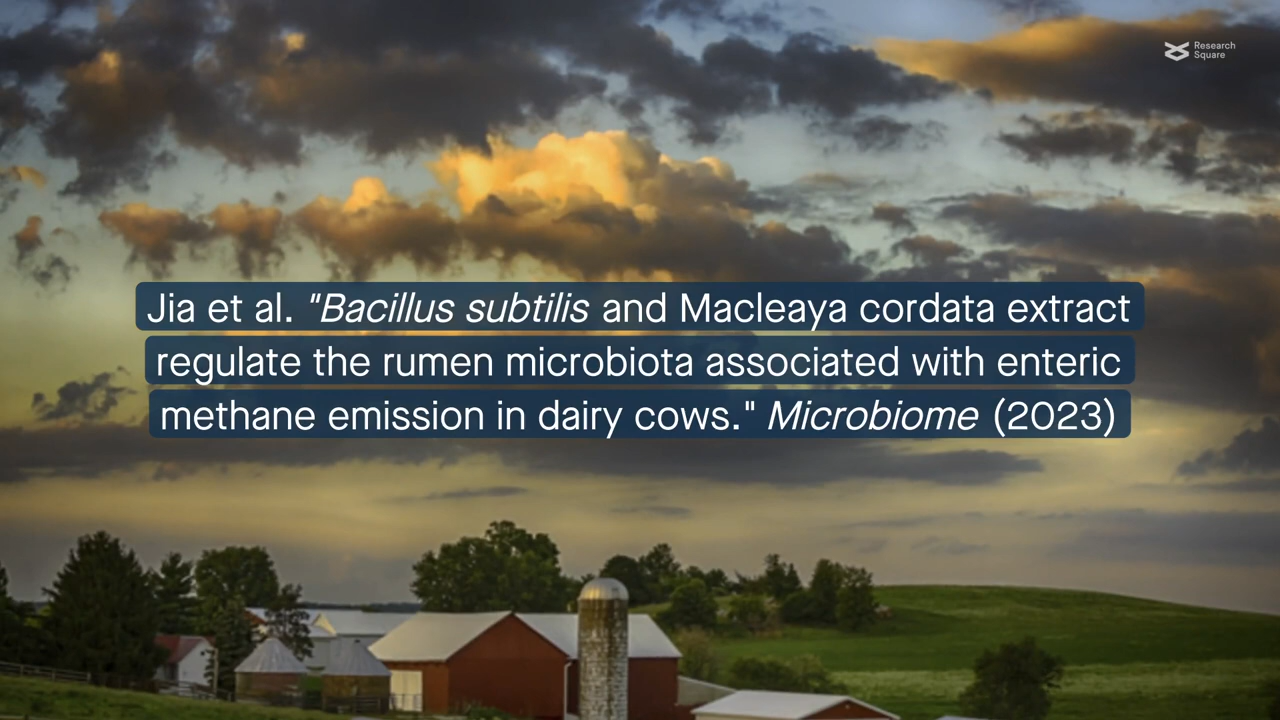 Research
Square
Jia et al. "Bacillus subtilis and Macleaya cordata extract
regulate the rumen microbiota associated with enteric
methane emission in dairy cows." Microbiome (2023)